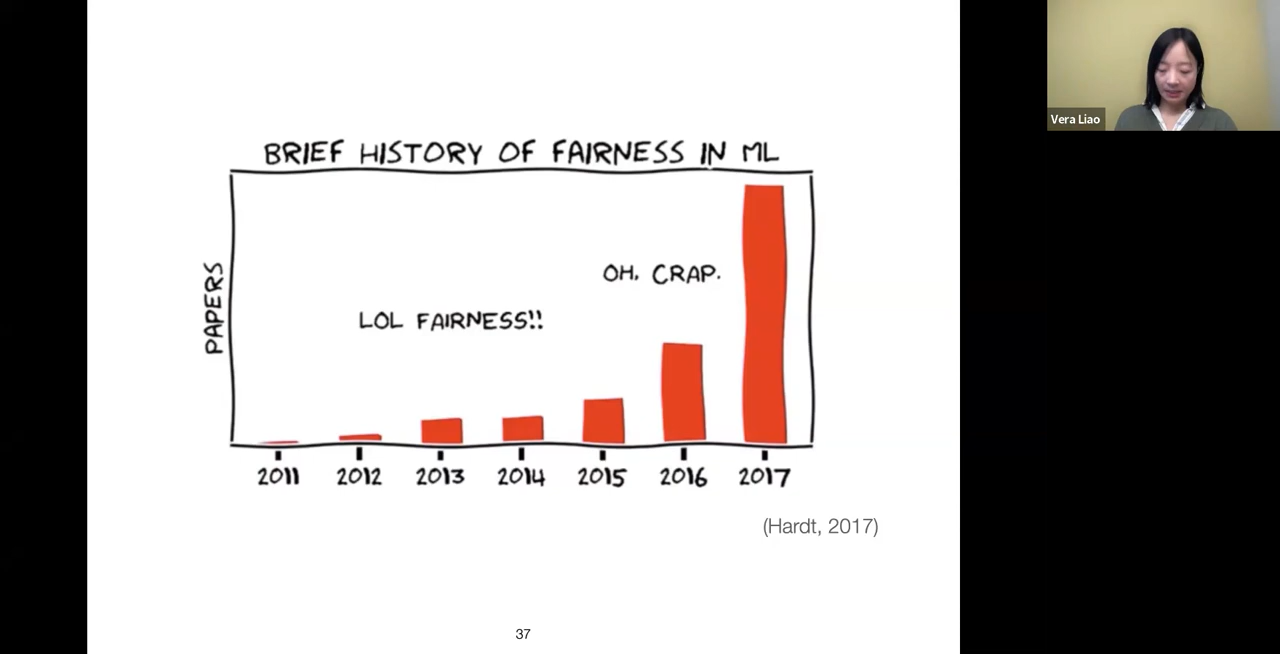 BRIEF HISTORY OF FAIRNESS IN ML
PAPERS
OH, CRAP.
LOL FAIRNESS!!
2011 2012 2013 2014 2015 2016 2017
(Hardt, 2017)
37
Vera Liao